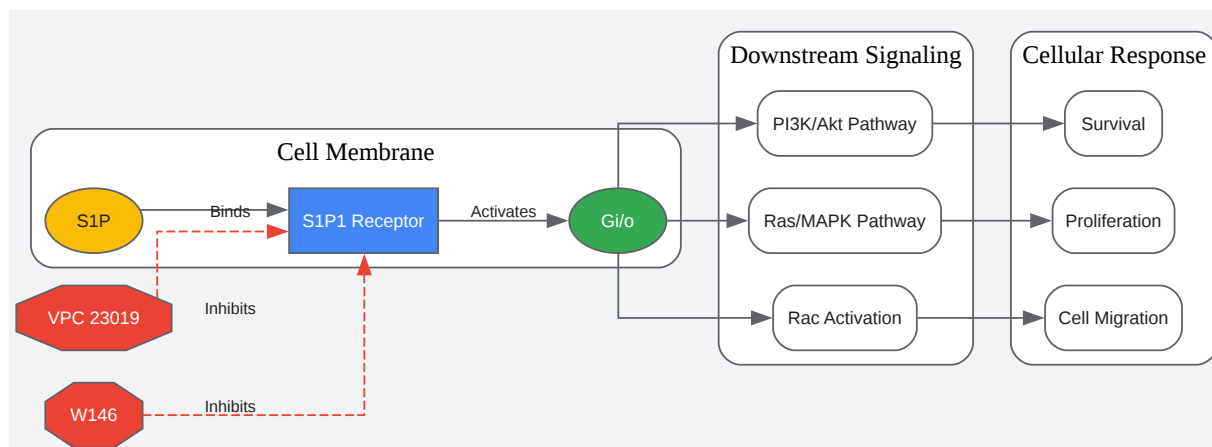 Downstream Signaling
Cellular Response
PI3K/Akt Pathway
Survival
Cell Membrane
S1P
Binds
S1P1 Receptor
Activates
Gi/o
Ras/MAPK Pathway
Proliferation
VPC 23019
Inhibits
Rac Activation
Cell Migration
W146
Inhibits